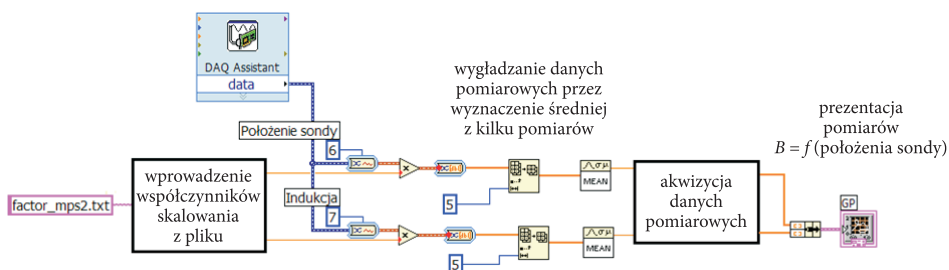 DAQ Assistant
data
wygładzanie danych
pomiarowych przez
wyznaczenie średniej
z kilku pomiarów
prezentacja
pomiarów
B = f (położenia sondy)
Położenie sondy
6
5
MEAN
wprowadzenie
współczynników
skalowania
z pliku
factor_mps2.txt
Indukcja
7
5
MEAN
akwizycja
danych
pomiarowych
GP